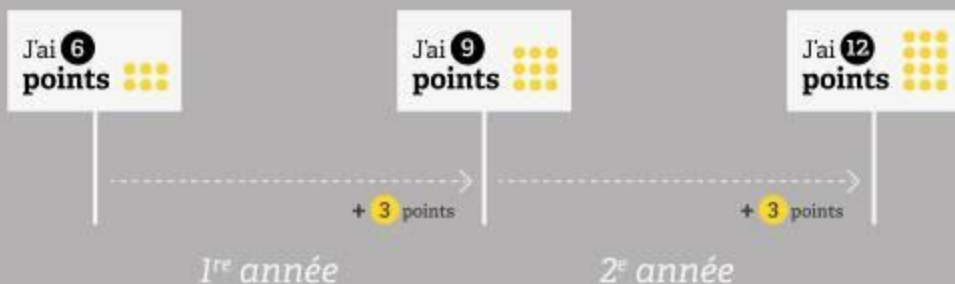 J'ai 6
points
J'ai 9
points
J'ai 12
points
+ 3 points
+ 3 points
1re année
2e année